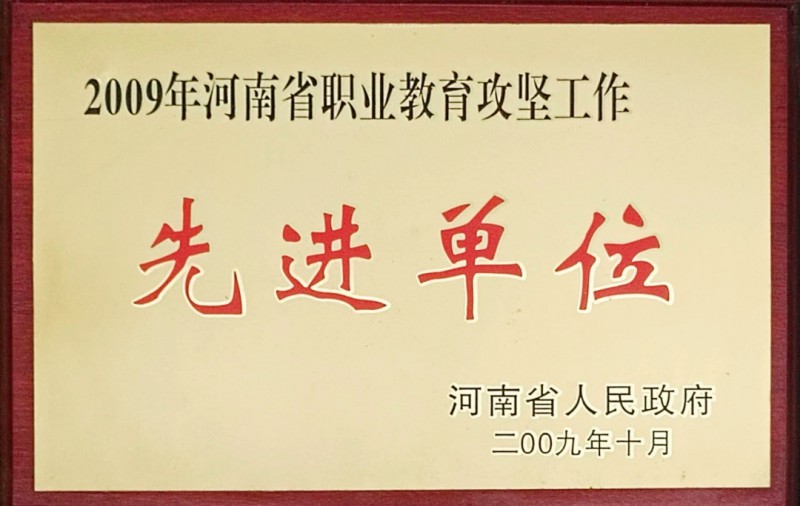 2009年河南省职业教育攻坚工作
先进单位
河南省人民政府
二00九年十月